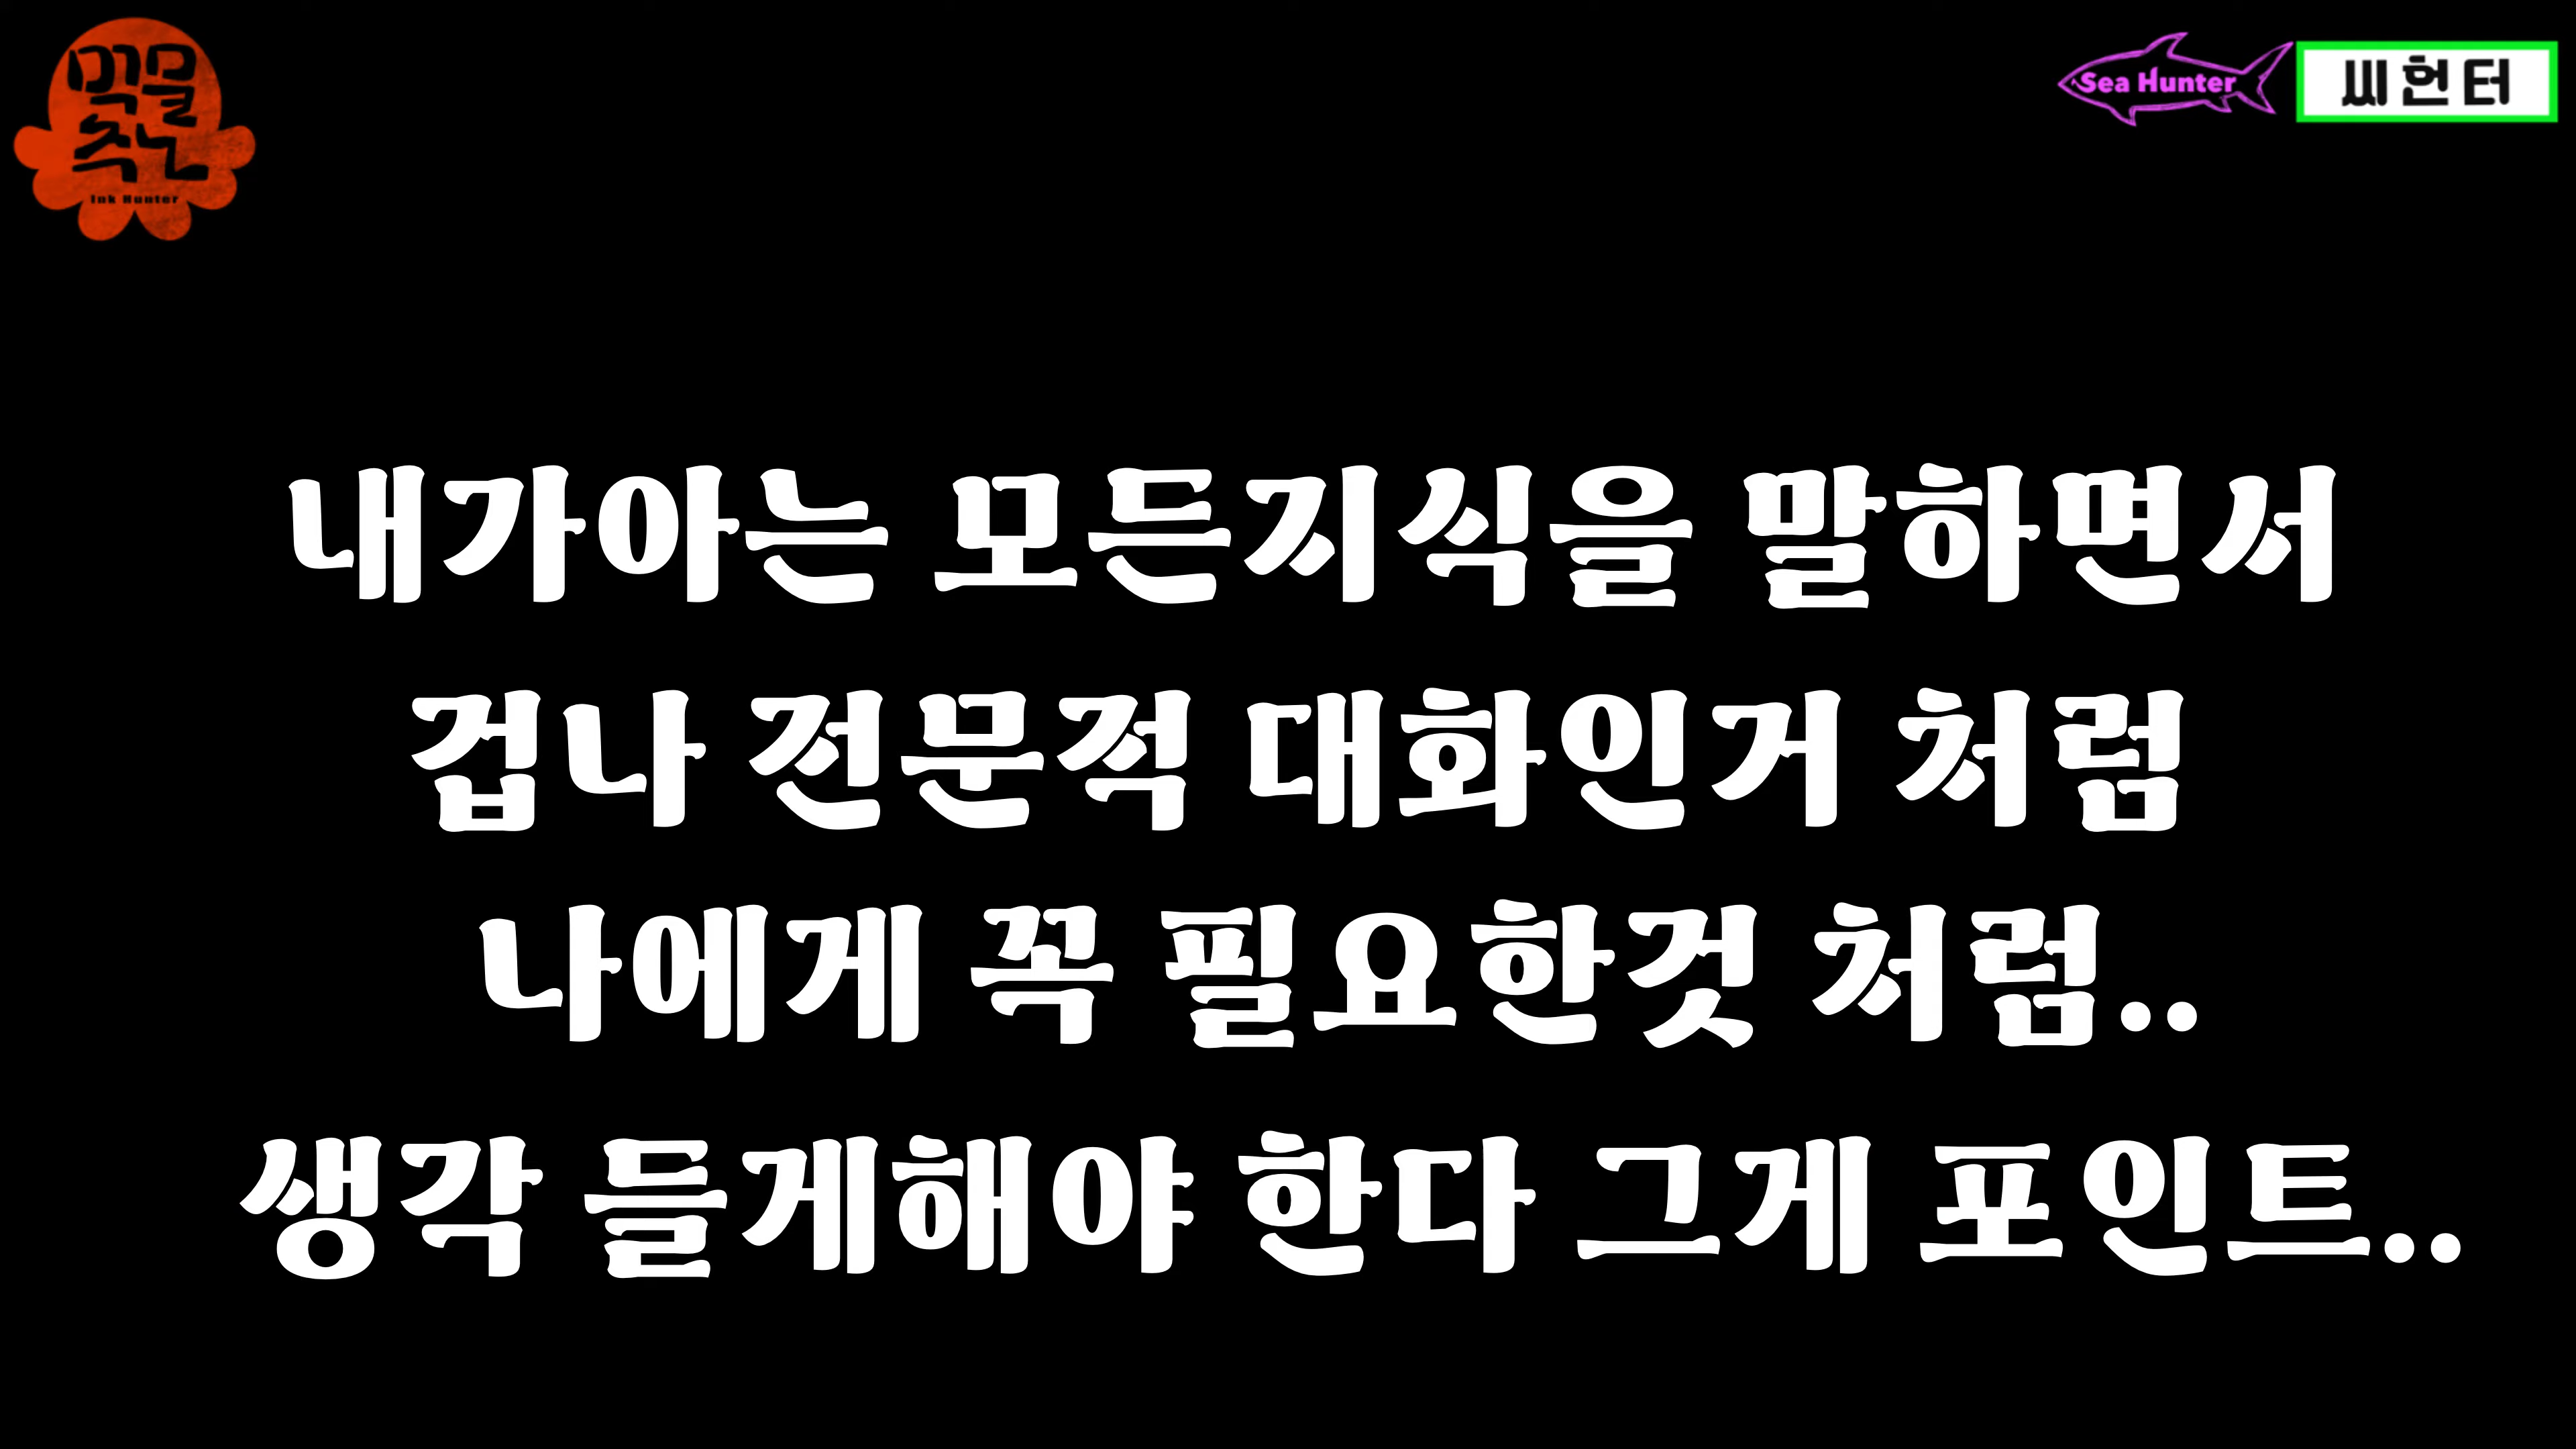 먹물
추노
Ink Hunter
Sea Hunter
씨헌터
내가아는 모든지식을 말하면서
겁나 전문적 대화인거 처럼
나에게 꼭 필요한것 처럼..
생각 들게해야 한다 그게 포인트..